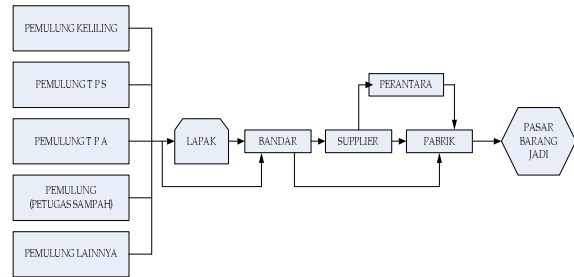 PEMULUNG KELILING
PEMULUNG T P S
PEMULUNG T P A
PEMULUNG
(PETUGAS SAMPAH)
PEMULUNG LAINNYA
LAPAK
BANDAR
SUPPLIER
PERANTARA
PABRIK
PASAR
BARANG
JADI